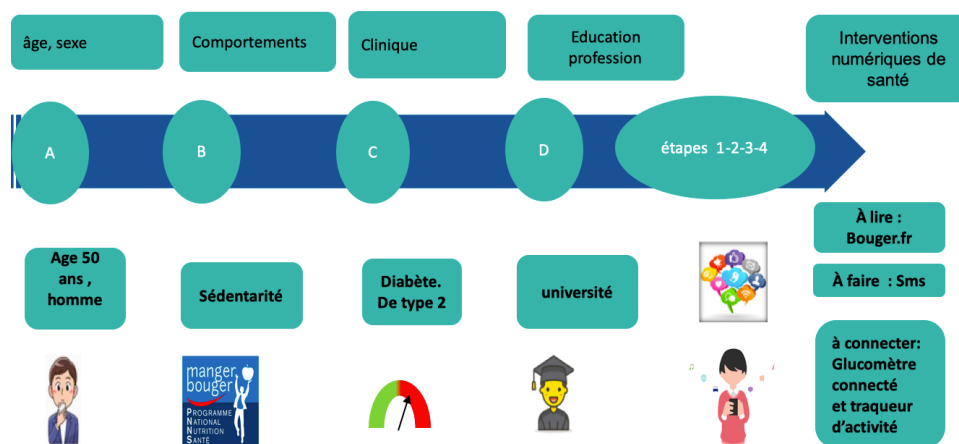 âge, sexe
Comportements
Clinique
Education
profession
Interventions
numériques de
santé
A
B
C
D
étapes 1-2-3-4
Age 50
ans ,
homme
Sédentarité
Diabète.
De type 2
université
À lire :
Bouger.fr
À faire : Sms
à connecter:
Glucomètre
connecté
et traqueur
d’activité
manger
bouger
PROGRAMME
NATIONAL
NUTRITION
SANTÉ